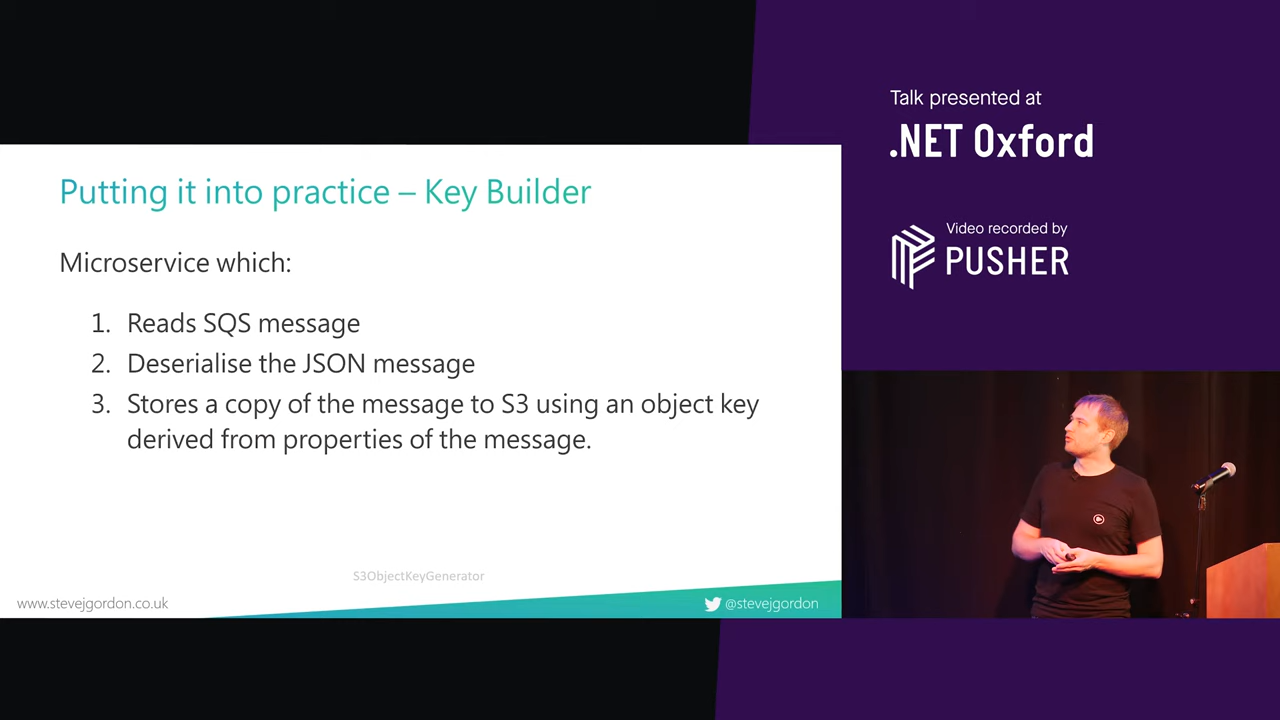 Talk presented at
.NET Oxford
Video recorded by
PUSHER
Putting it into practice – Key Builder
Microservice which:
1. Reads SQS message
2. Deserialise the JSON message
3. Stores a copy of the message to S3 using an object key
derived from properties of the message.
S3ObjectKeyGenerator
www.stevejgordon.co.uk
@stevejgordon